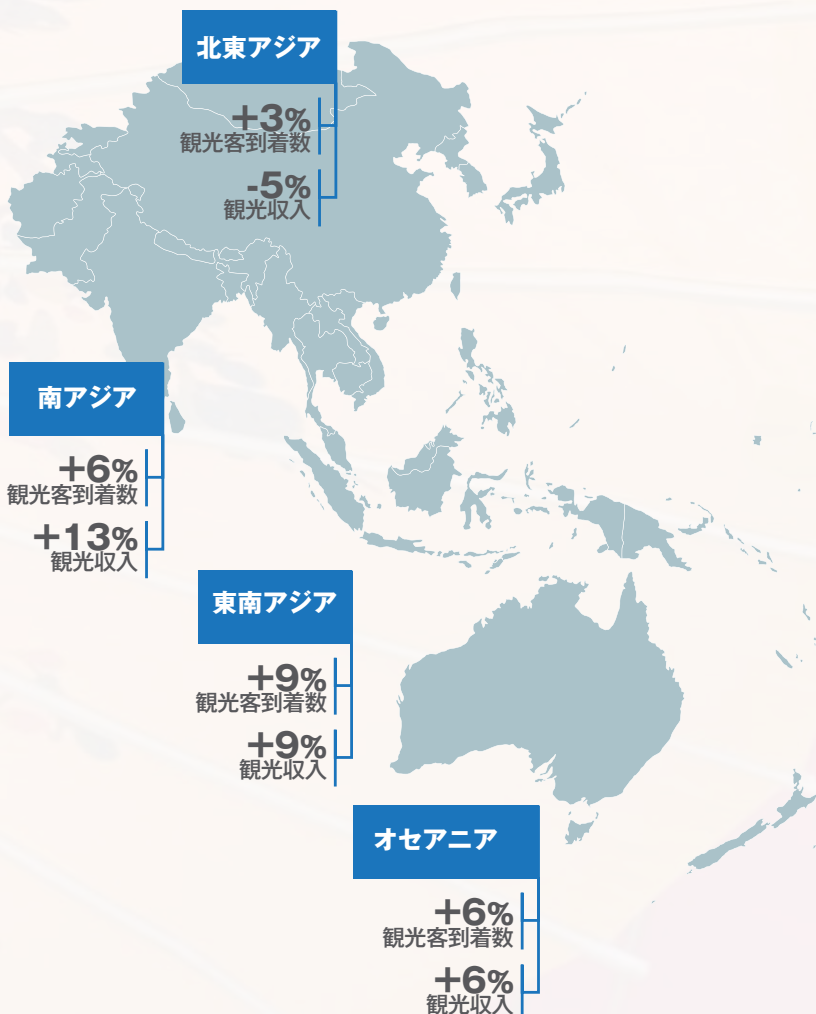 北東アジア
+3%
観光客到着数
-5%
観光収入
南アジア
+6%
観光客到着数
+13%
観光収入
東南アジア
+9%
観光客到着数
+9%
観光収入
オセアニア
+6%
観光客到着数
+6%
観光収入